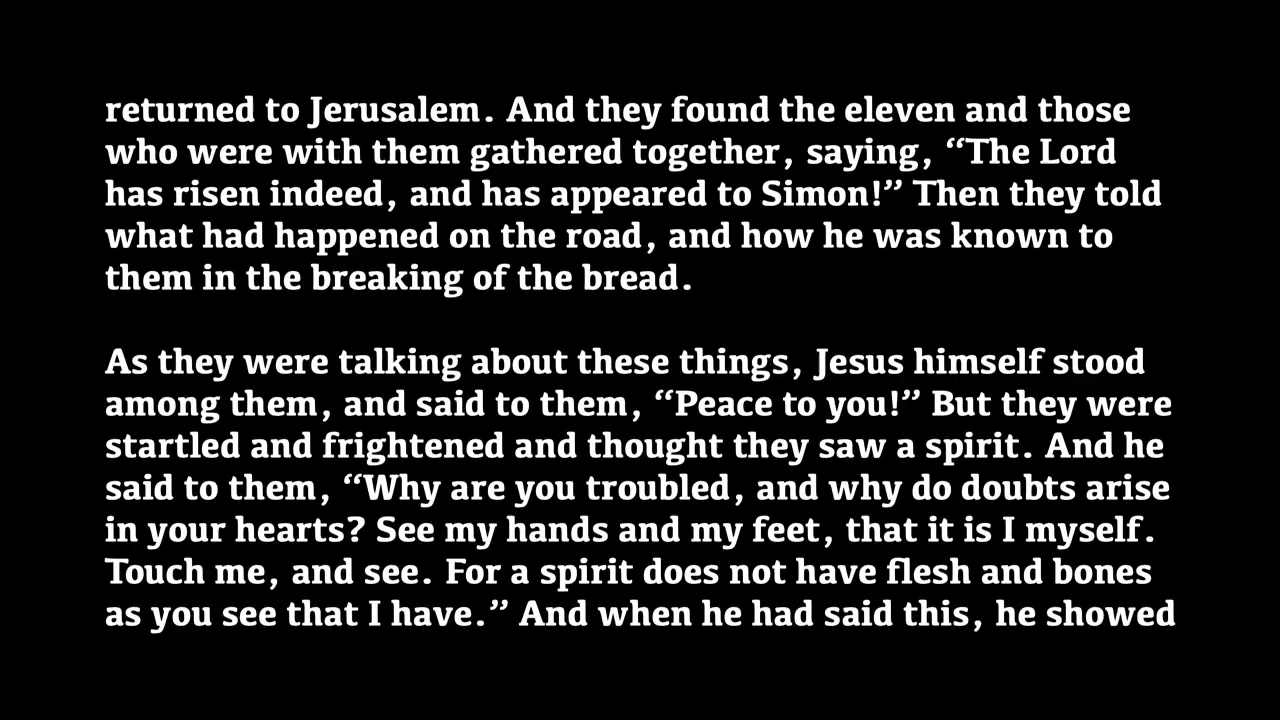 returned to Jerusalem. And they found the eleven and those
who were with them gathered together, saying, “The Lord
has risen indeed, and has appeared to Simon!” Then they told
what had happened on the road, and how he was known to
them in the breaking of the bread.
As they were talking about these things, Jesus himself stood
among them, and said to them, “Peace to you!” But they were
startled and frightened and thought they saw a spirit. And he
said to them, “Why are you troubled, and why do doubts arise
in your hearts? See my hands and my feet, that it is I myself.
Touch me, and see. For a spirit does not have flesh and bones
as you see that I have.” And when he had said this, he showed